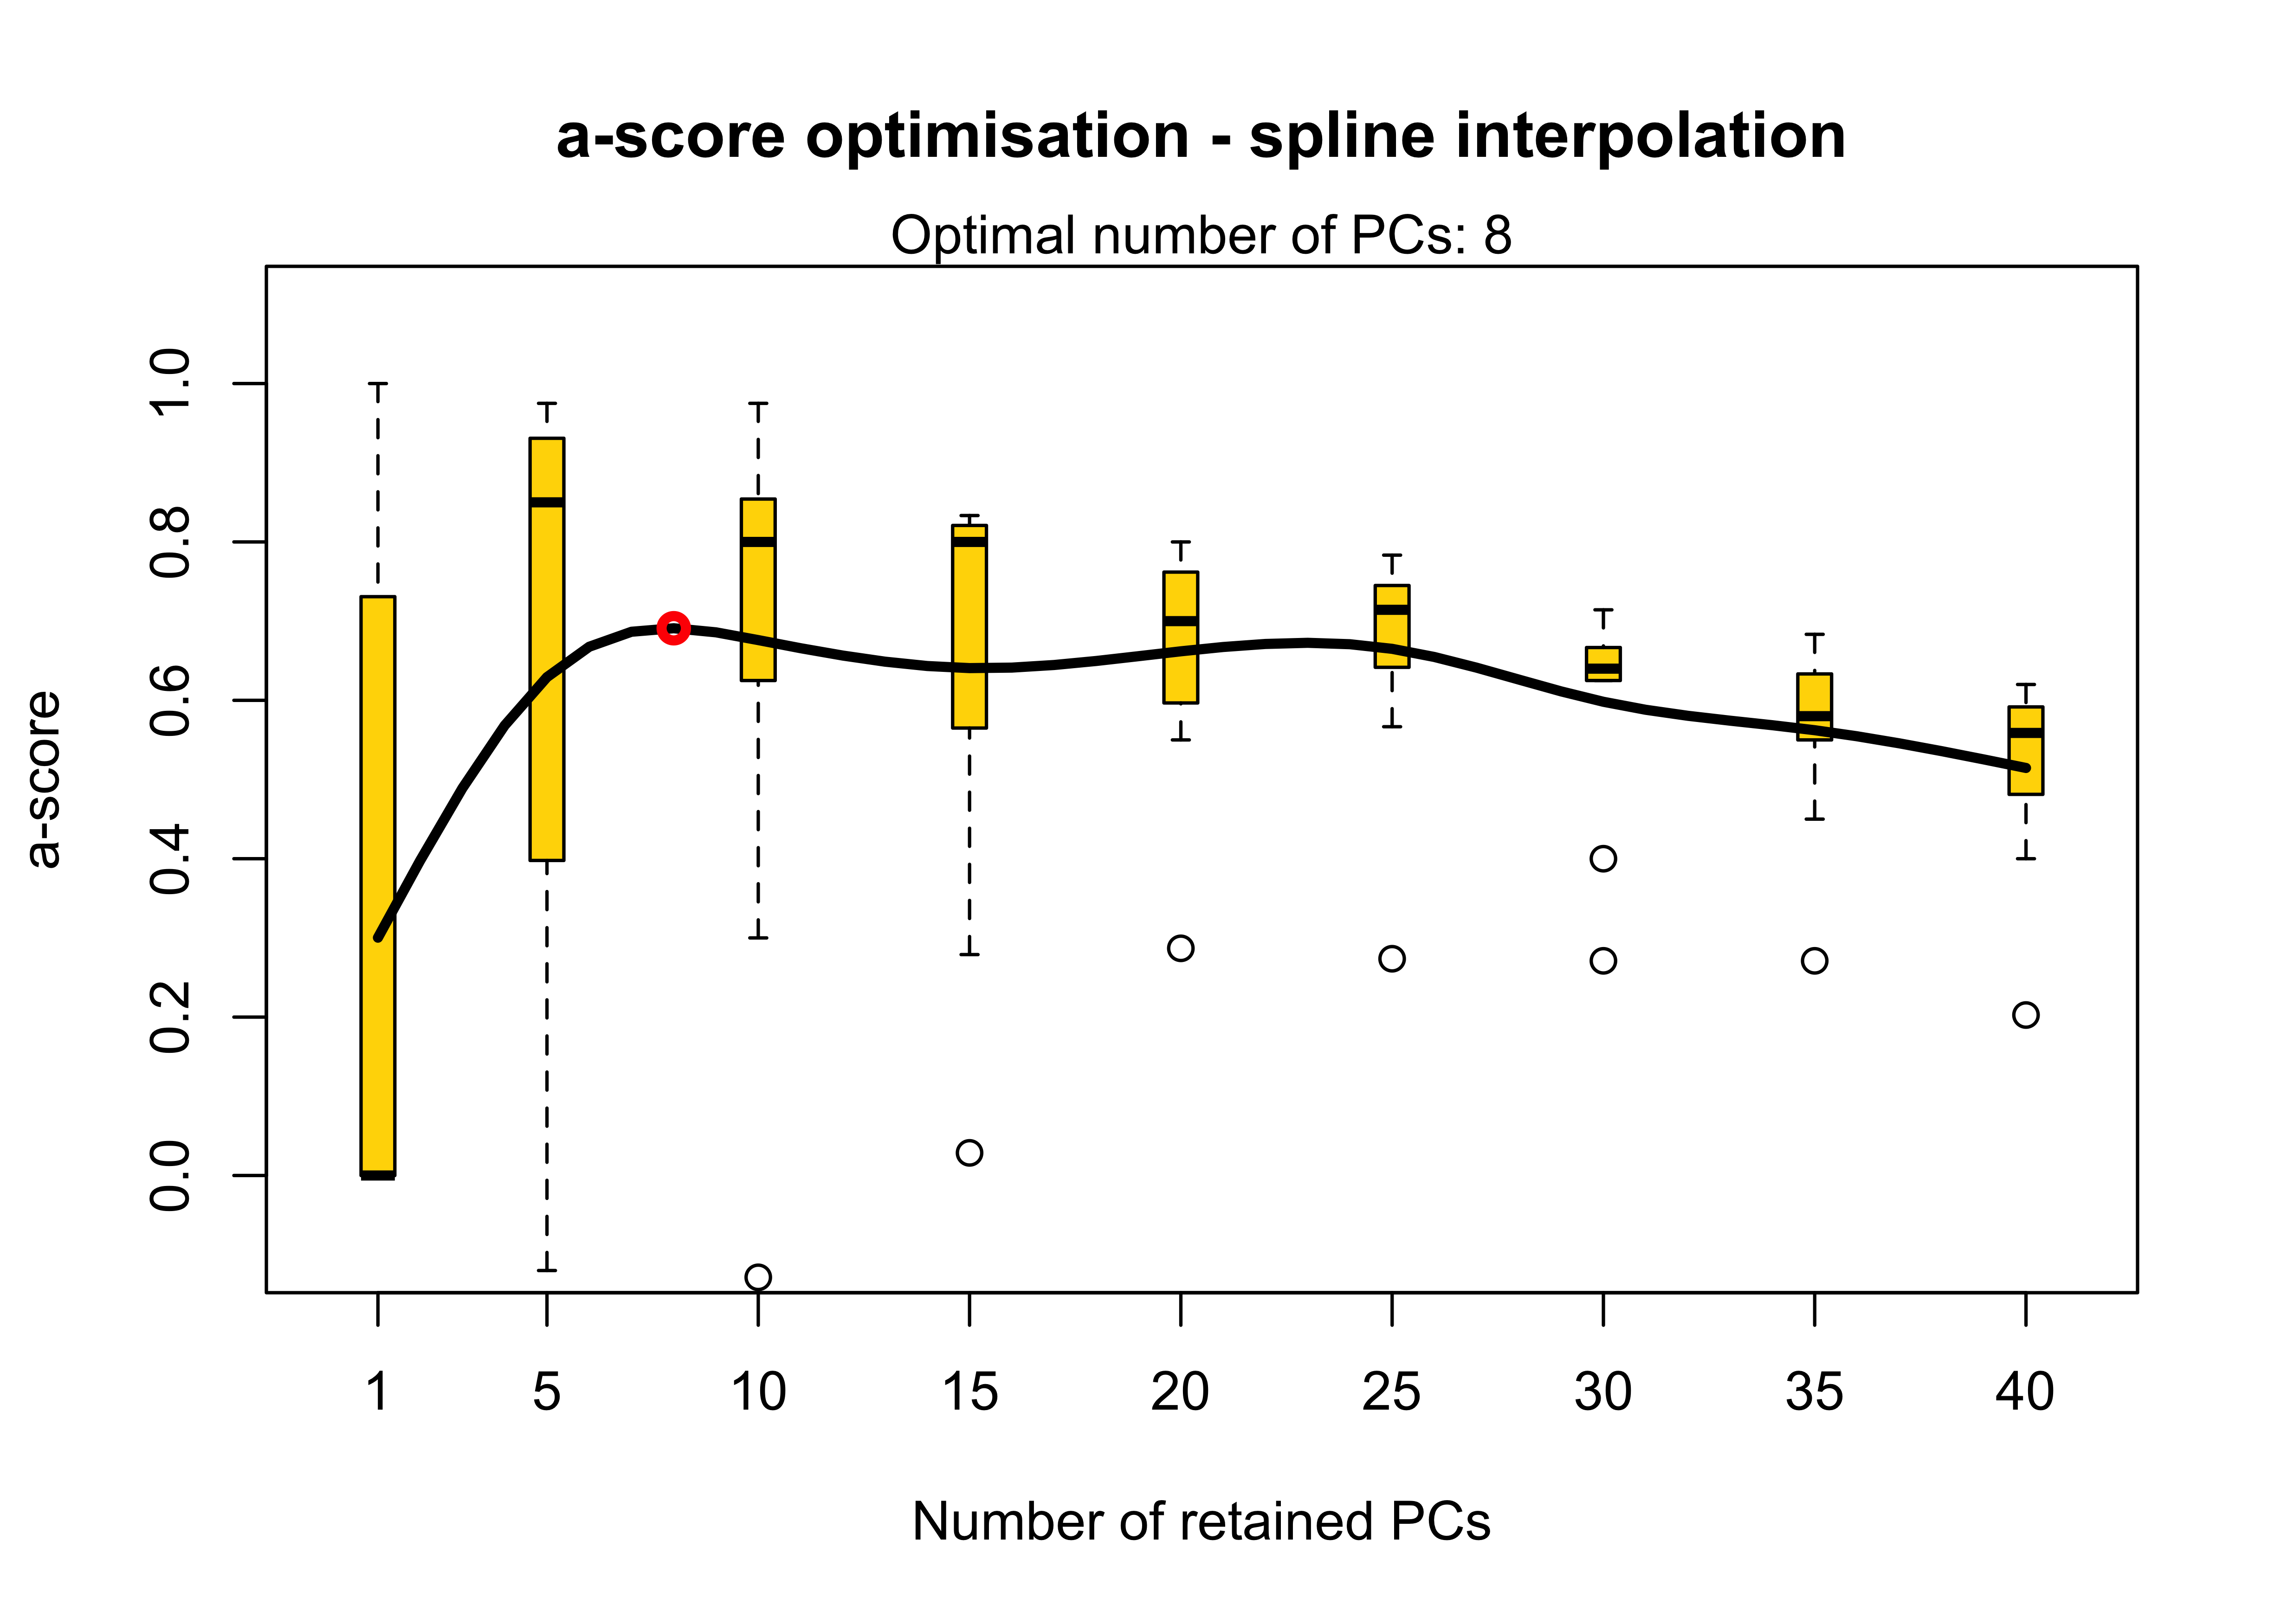 a-score optimisation - spline interpolation
Optimal number of PCs: 8
a-score
1.0
0.8
0.6
0.4
0.2
0.0
1 5 10 15 20 25 30 35 40
Number of retained PCs